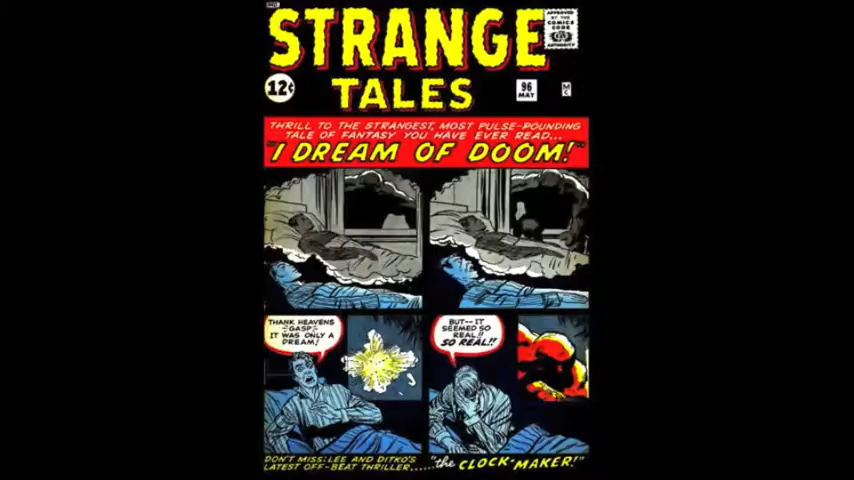 IND.
STRANGE
TALES
APPROVED
BY THE
COMICS
CODE
CA
AUTHORITY
12¢
96
MAY
M
C
THRILL TO THE STRANGEST, MOST PULSE-POUNDING
TALE OF FANTASY YOU HAVE EVER READ...
"I DREAM OF DOOM!"
THANK HEAVENS
-GASP-
IT WAS ONLY A
DREAM!
BUT--IT
SEEMED SO
REAL!!
SO REAL!!
DON'T MISS: LEE AND DITKO'S
LATEST OFF-BEAT THRILLER......"the CLOCK-MAKER!"